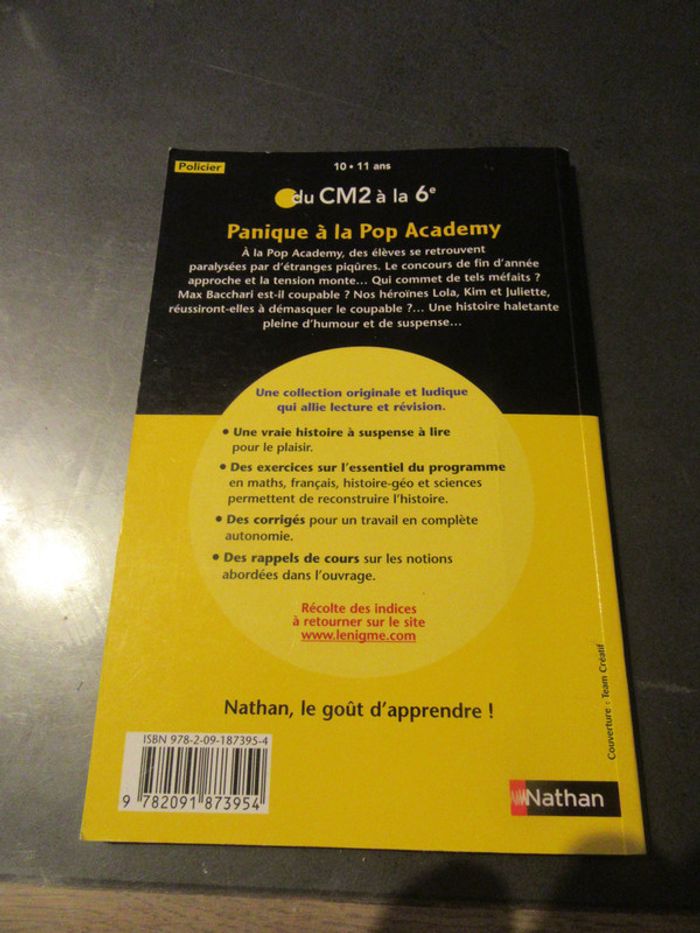 Policier
10 • 11 ans
du CM2 à la 6e
Panique à la Pop Academy
À la Pop Academy, des élèves se retrouvent
paralysées par d'étranges piqûres. Le concours de fin d'année
approche et la tension monte... Qui commet de tels méfaits ?
Max Bacchari est-il coupable ? Nos héroïnes Lola, Kim et Juliette,
réussiront-elles à démasquer le coupable ?... Une histoire haletante
pleine d'humour et de suspense...
Une collection originale et ludique
qui allie lecture et révision.
• Une vraie histoire à suspense à lire
pour le plaisir.
• Des exercices sur l'essentiel du programme
en maths, français, histoire-géo et sciences
permettent de reconstruire l'histoire.
• Des corrigés pour un travail en complète
autonomie.
• Des rappels de cours sur les notions
abordées dans l'ouvrage.
Récolte des indices
à retourner sur le site
www.lenigme.com
Nathan, le goût d'apprendre !
Couverture : Team Créatif
ISBN 978-2-09-187395-4
9 782091 873954
Nathan